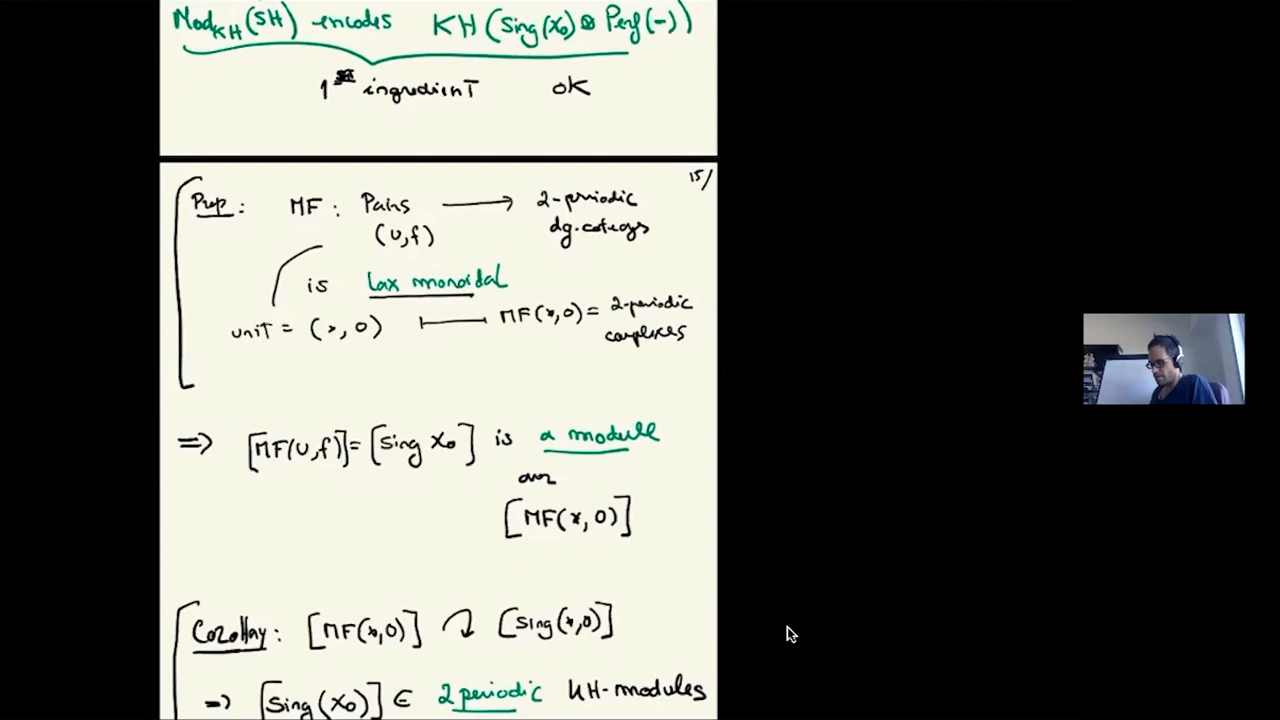 Mod_KH(SH) encodes KH(Sing(X₀) ⊗ Perf(-))
1st ingredient OK
15/
Prop: MF: Pairs ⟶ 2-periodic
(U,f) dg.categs
is lax monoidal
unit = (*, 0) ⟼ MF(*,0) = 2-periodic
complexes
⟹ [MF(U,f)] = [Sing X₀] is a module
over
[MF(*,0)]
Corollary: [MF(*,0)] ↷ [Sing(*,0)]
⟹ [Sing(X₀)] ∈ 2 periodic KH-modules